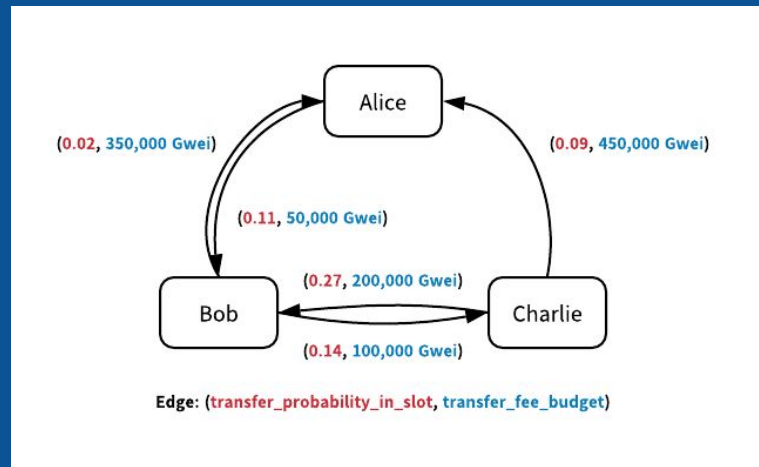 Alice
(0.02, 350,000 Gwei)
(0.09, 450,000 Gwei)
(0.11, 50,000 Gwei)
(0.27, 200,000 Gwei)
Bob
Charlie
(0.14, 100,000 Gwei)
Edge: (transfer_probability_in_slot, transfer_fee_budget)